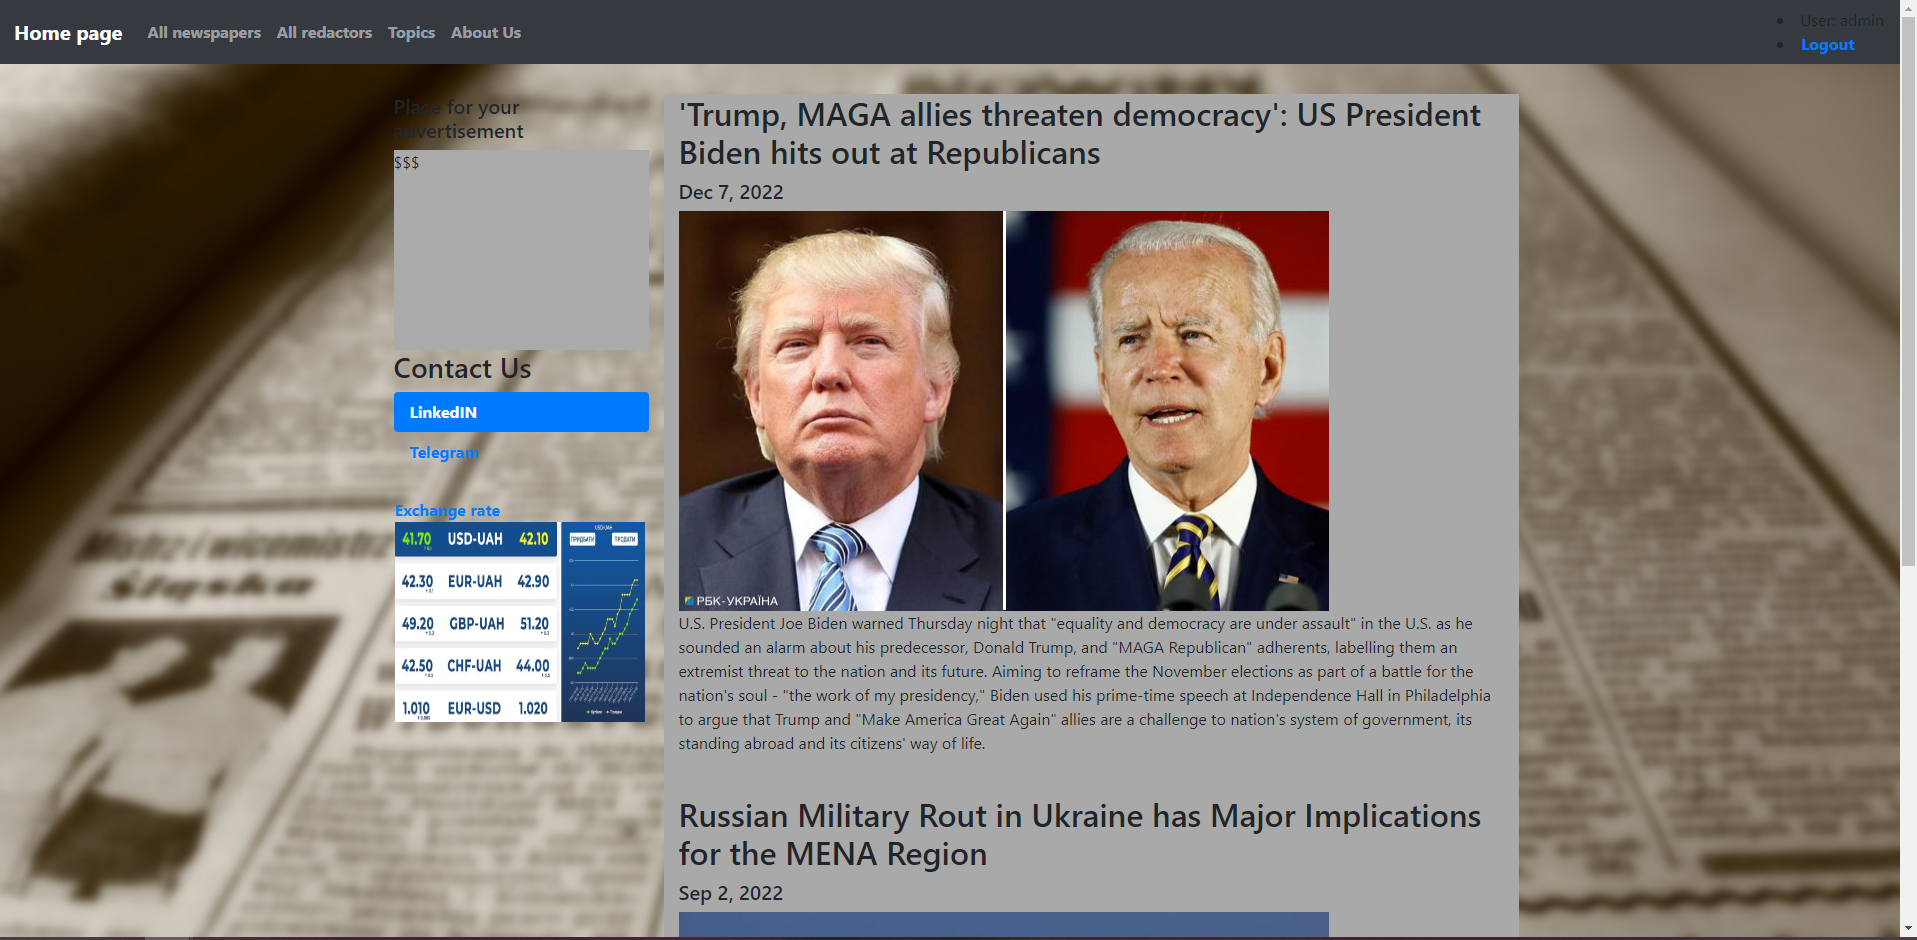 Home page
All newspapers
All redactors
Topics
About Us
User: admin
Logout
Place for your
advertisement
$$$
Contact Us
LinkedIN
Telegram
Exchange rate
41.70 USD-UAH 42.10
42.30 EUR-UAH 42.90
49.20 GBP-UAH 51.20
42.50 CHF-UAH 44.00
1.010 EUR-USD 1.020
USD-UAH
ПРИДБАТИ ПРОДАТИ
'Trump, MAGA allies threaten democracy': US President
Biden hits out at Republicans
Dec 7, 2022
РБК-УКРАЇНА
U.S. President Joe Biden warned Thursday night that "equality and democracy are under assault" in the U.S. as he
sounded an alarm about his predecessor, Donald Trump, and "MAGA Republican" adherents, labelling them an
extremist threat to the nation and its future. Aiming to reframe the November elections as part of a battle for the
nation's soul - "the work of my presidency," Biden used his prime-time speech at Independence Hall in Philadelphia
to argue that Trump and "Make America Great Again" allies are a challenge to nation's system of government, its
standing abroad and its citizens' way of life.
Russian Military Rout in Ukraine has Major Implications
for the MENA Region
Sep 2, 2022